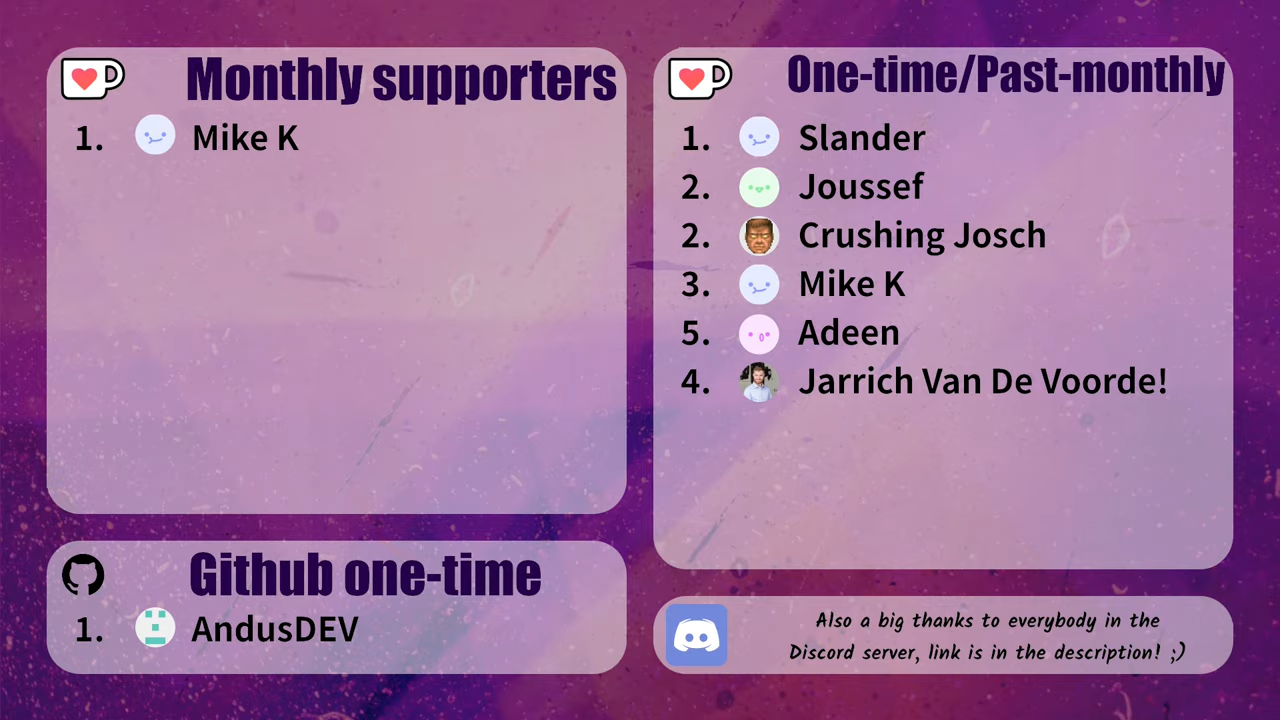 Monthly supporters
1. Mike K
One-time/Past-monthly
1. Slander
2. Joussef
2. Crushing Josch
3. Mike K
5. Adeen
4. Jarrich Van De Voorde!
Github one-time
1. AndusDEV
Also a big thanks to everybody in the
Discord server, link is in the description! ;)